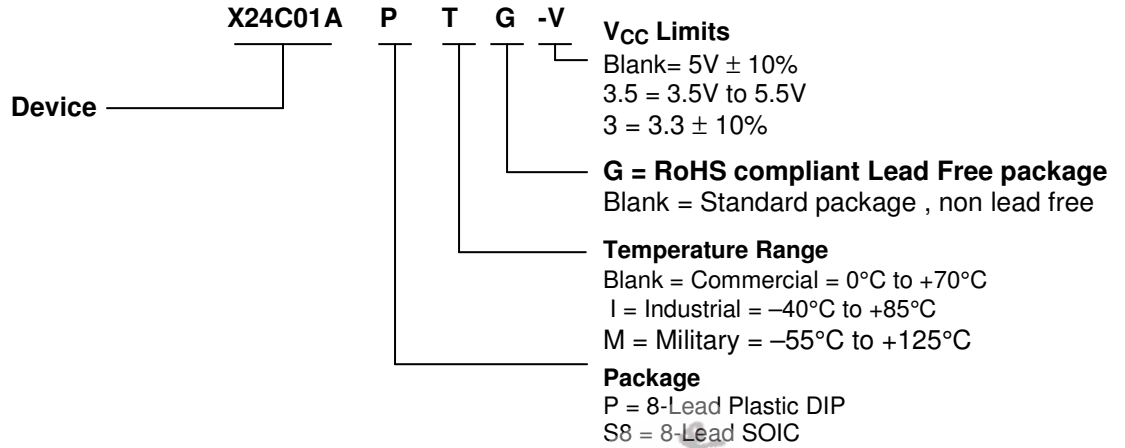 X24C01A P T G -V
Device
VCC Limits
Blank= 5V ± 10%
3.5 = 3.5V to 5.5V
3 = 3.3 ± 10%
G = RoHS compliant Lead Free package
Blank = Standard package , non lead free
Temperature Range
Blank = Commercial = 0°C to +70°C
I = Industrial = –40°C to +85°C
M = Military = –55°C to +125°C
Package
P = 8-Lead Plastic DIP
S8 = 8-Lead SOIC